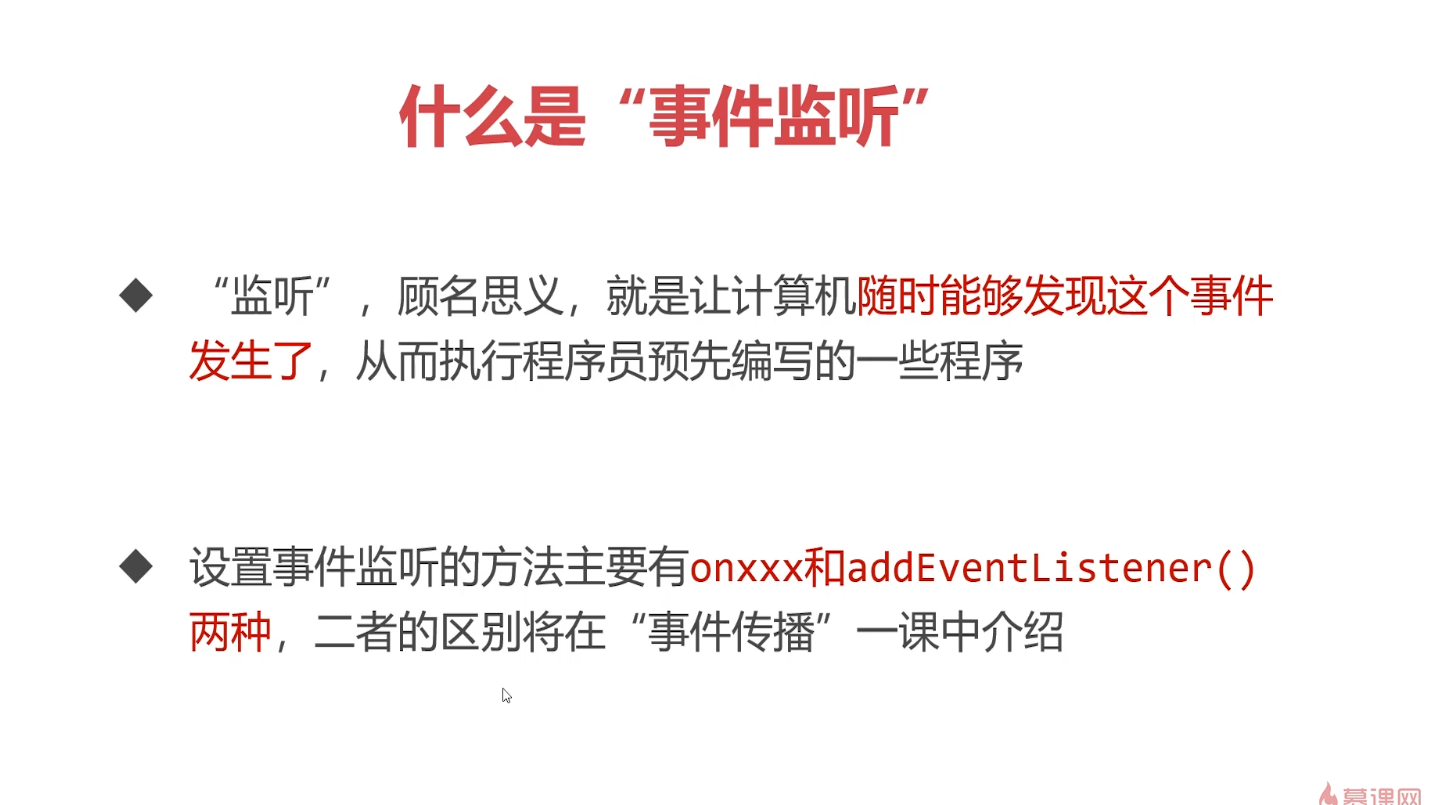 什么是“事件监听”
“监听”，顾名思义，就是让计算机随时能够发现这个事件
发生了，从而执行程序员预先编写的一些程序
设置事件监听的方法主要有onxxx和addEventListener()
两种，二者的区别将在“事件传播”一课中介绍
慕课网